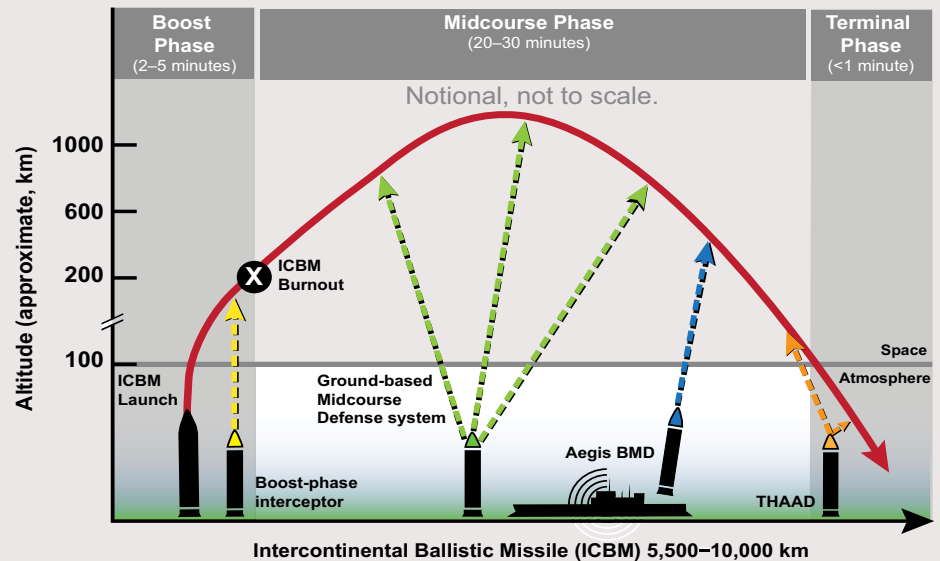 Boost
Phase
(2–5 minutes)
Midcourse Phase
(20–30 minutes)
Terminal
Phase
(<1 minute)
Notional, not to scale.
Altitude (approximate, km)
1000
600
200
100
X
ICBM
Burnout
ICBM
Launch
Space
Atmosphere
Ground-based
Midcourse
Defense system
Aegis BMD
Boost-phase
interceptor
THAAD
Intercontinental Ballistic Missile (ICBM) 5,500–10,000 km